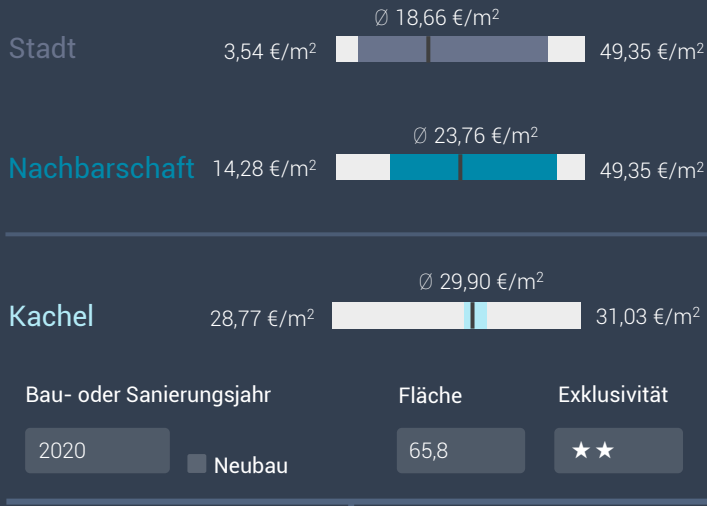 Ø 18,66 €/m²
Stadt 3,54 €/m² 49,35 €/m²
Ø 23,76 €/m²
Nachbarschaft 14,28 €/m² 49,35 €/m²
Ø 29,90 €/m²
Kachel 28,77 €/m² 31,03 €/m²
Bau- oder Sanierungsjahr Fläche Exklusivität
2020 Neubau 65,8 ★★